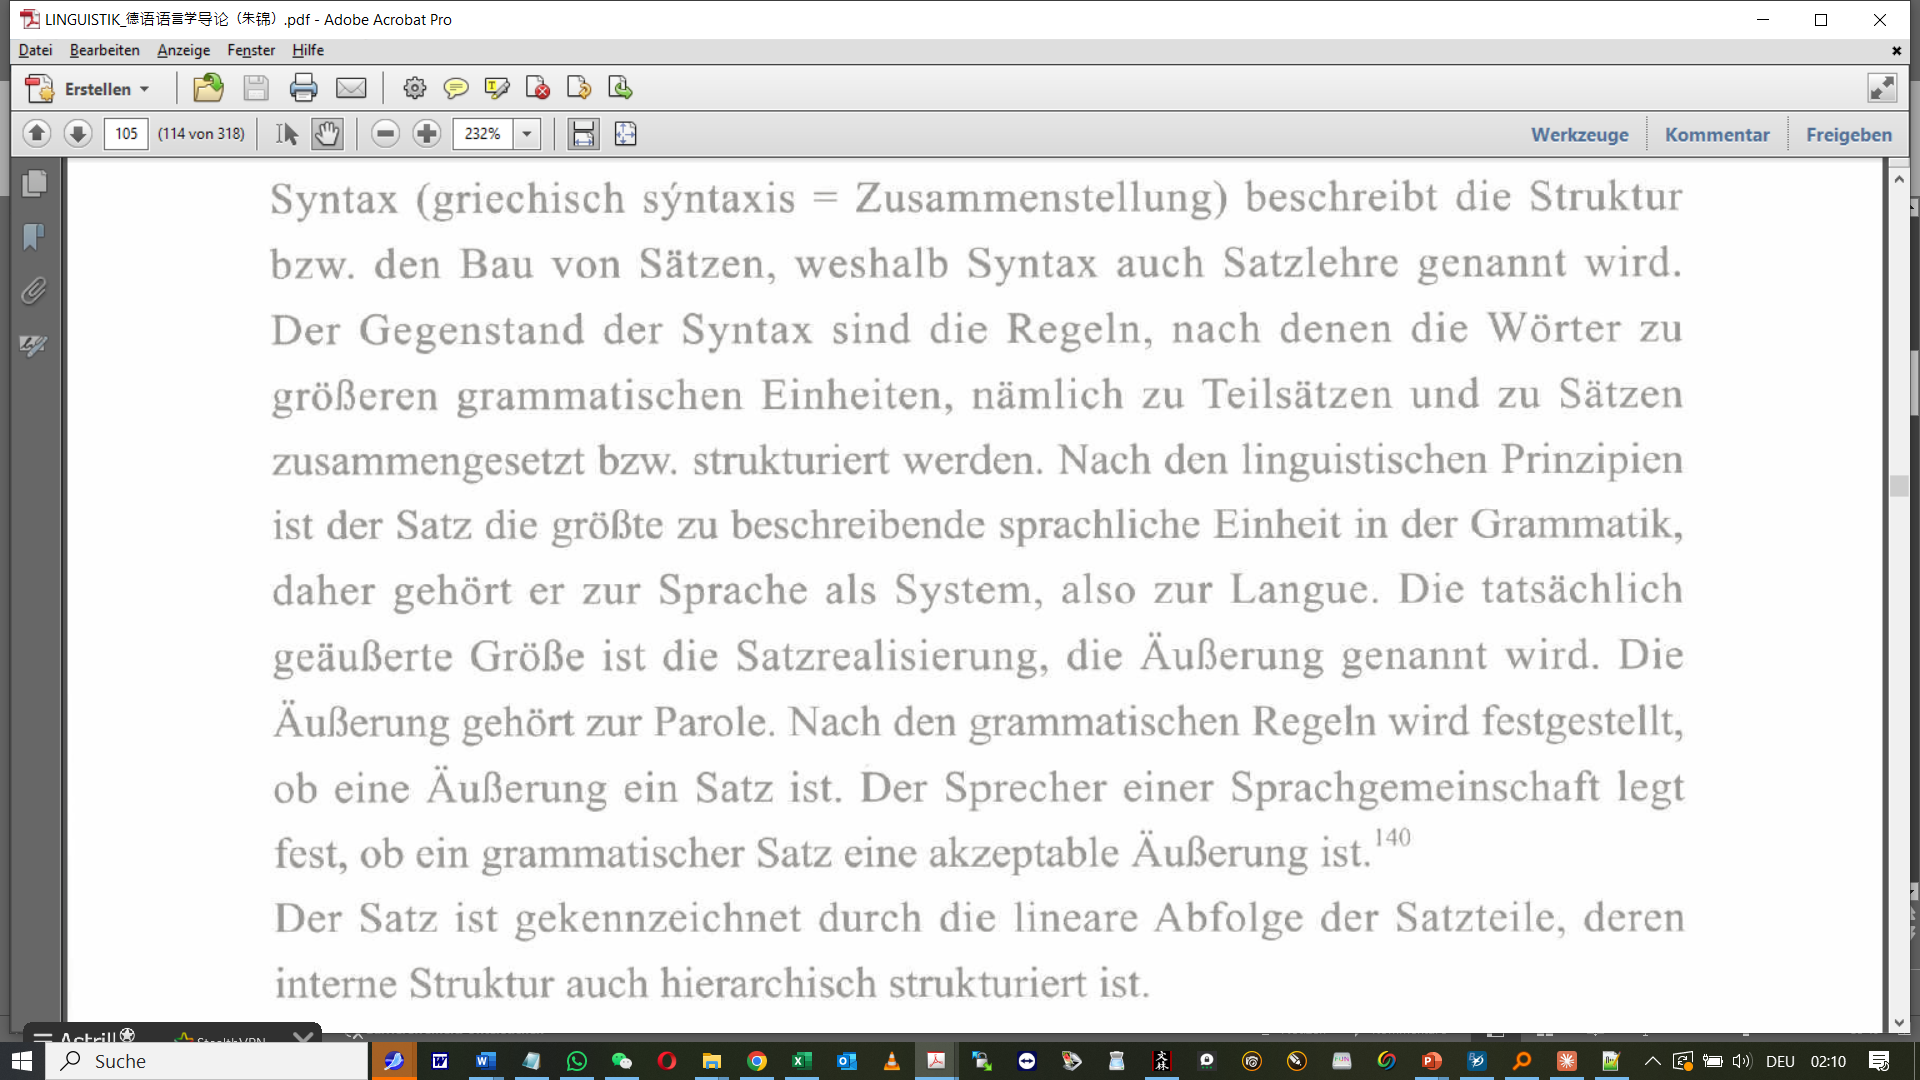 LINGUISTIK_德语语言学导论（朱锦）.pdf - Adobe Acrobat Pro
Datei Bearbeiten Anzeige Fenster Hilfe
Erstellen
105 (114 von 318) 232% Werkzeuge Kommentar Freigeben
Syntax (griechisch sýntaxis = Zusammenstellung) beschreibt die Struktur
bzw. den Bau von Sätzen, weshalb Syntax auch Satzlehre genannt wird.
Der Gegenstand der Syntax sind die Regeln, nach denen die Wörter zu
größeren grammatischen Einheiten, nämlich zu Teilsätzen und zu Sätzen
zusammengesetzt bzw. strukturiert werden. Nach den linguistischen Prinzipien
ist der Satz die größte zu beschreibende sprachliche Einheit in der Grammatik,
daher gehört er zur Sprache als System, also zur Langue. Die tatsächlich
geäußerte Größe ist die Satzrealisierung, die Äußerung genannt wird. Die
Äußerung gehört zur Parole. Nach den grammatischen Regeln wird festgestellt,
ob eine Äußerung ein Satz ist. Der Sprecher einer Sprachgemeinschaft legt
fest, ob ein grammatischer Satz eine akzeptable Äußerung ist.140
Der Satz ist gekennzeichnet durch die lineare Abfolge der Satzteile, deren
interne Struktur auch hierarchisch strukturiert ist.
Astrill StealthVPN
Suche DEU 02:10